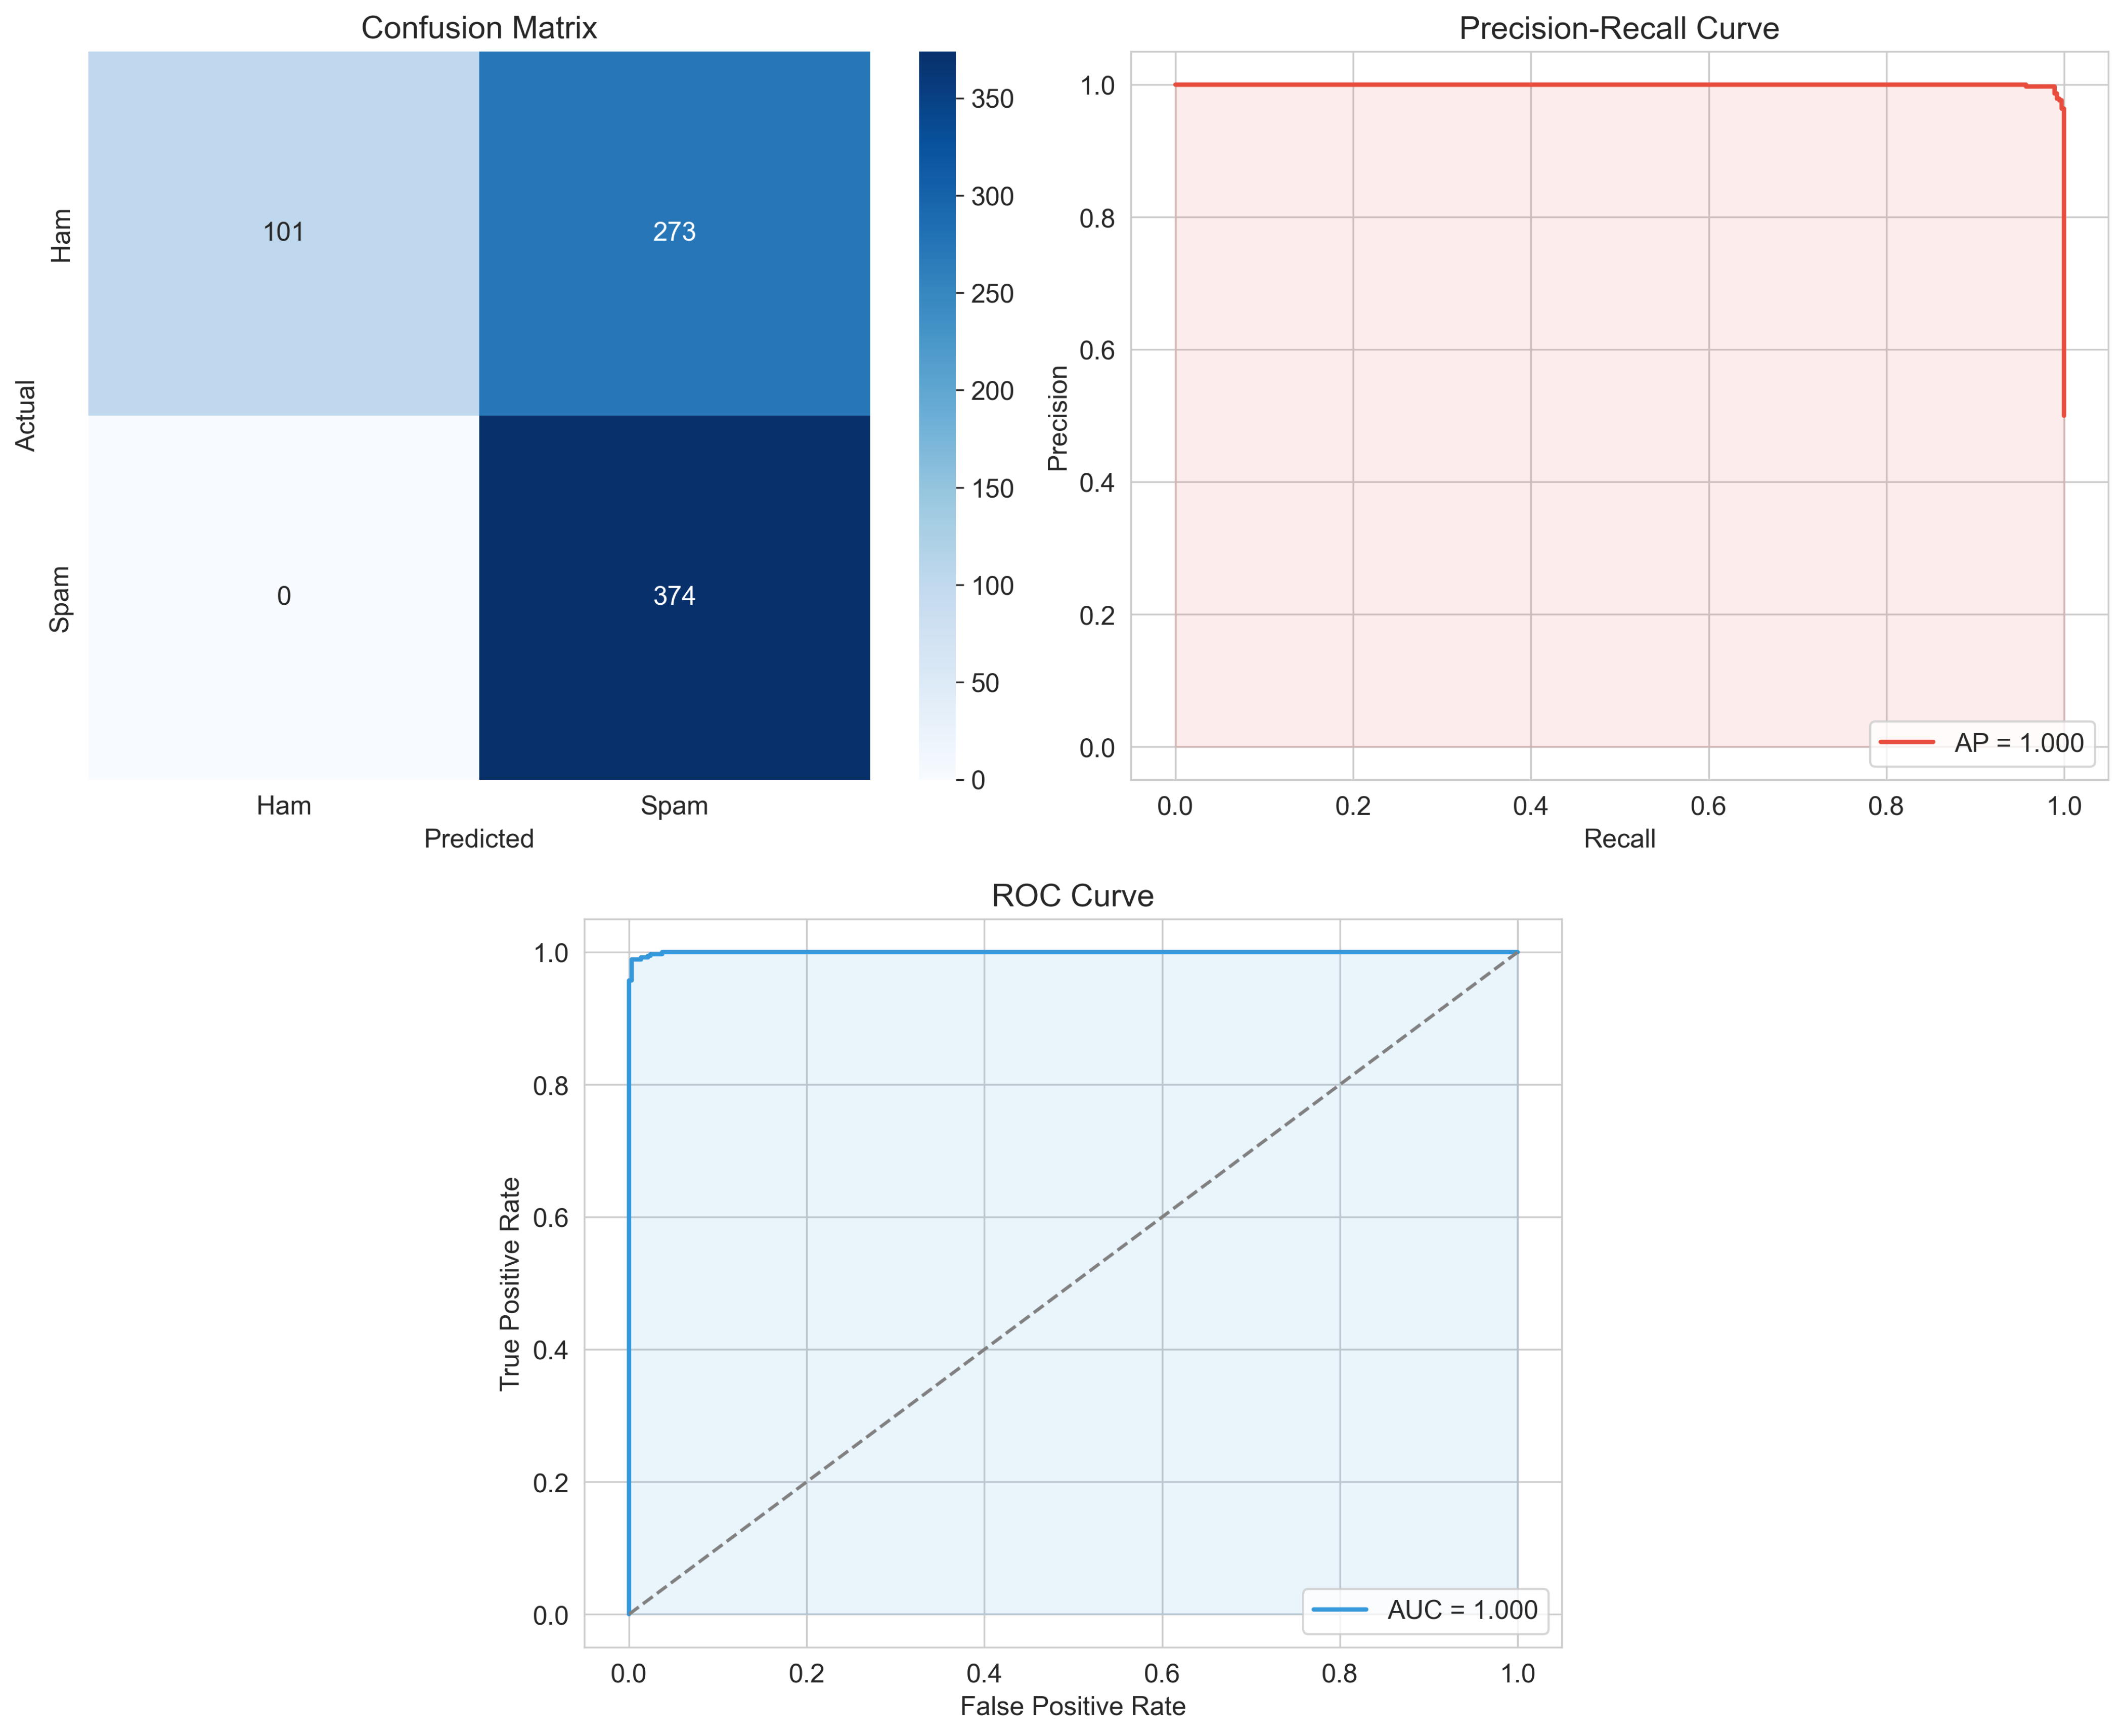 Confusion Matrix
Actual
Ham
Spam
101
273
0
374
Ham
Spam
Predicted
350
300
250
200
150
100
50
0
Precision-Recall Curve
Precision
1.0
0.8
0.6
0.4
0.2
0.0
AP = 1.000
0.0
0.2
0.4
0.6
0.8
1.0
Recall
ROC Curve
True Positive Rate
1.0
0.8
0.6
0.4
0.2
0.0
AUC = 1.000
0.0
0.2
0.4
0.6
0.8
1.0
False Positive Rate